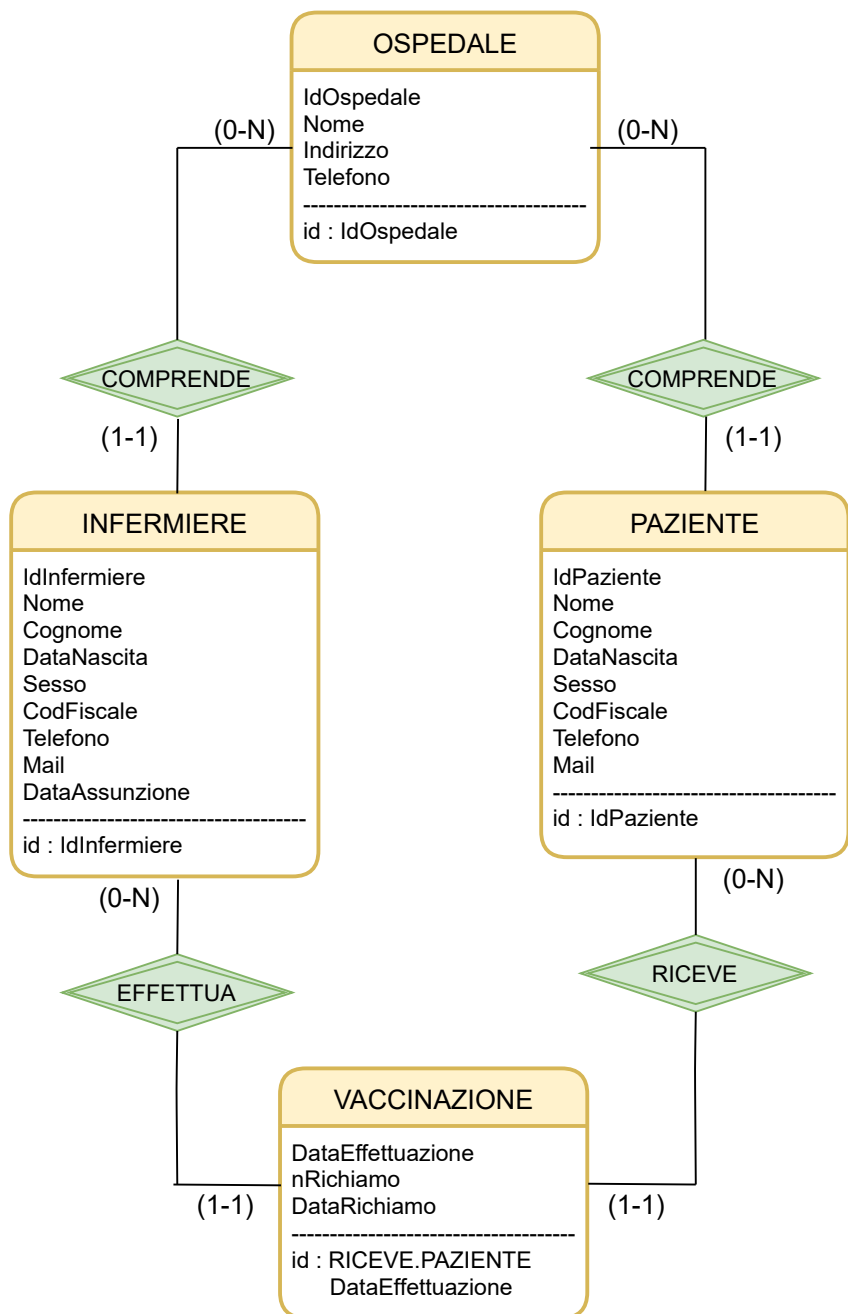 OSPEDALE
IdOspedale
Nome
Indirizzo
Telefono
-------------------------------------
id : IdOspedale
(0-N)
(0-N)
COMPRENDE
COMPRENDE
(1-1)
(1-1)
INFERMIERE
IdInfermiere
Nome
Cognome
DataNascita
Sesso
CodFiscale
Telefono
Mail
DataAssunzione
-------------------------------------
id : IdInfermiere
PAZIENTE
IdPaziente
Nome
Cognome
DataNascita
Sesso
CodFiscale
Telefono
Mail
-------------------------------------
id : IdPaziente
(0-N)
(0-N)
EFFETTUA
RICEVE
VACCINAZIONE
DataEffettuazione
nRichiamo
DataRichiamo
-------------------------------------
id : RICEVE.PAZIENTE
DataEffettuazione
(1-1)
(1-1)